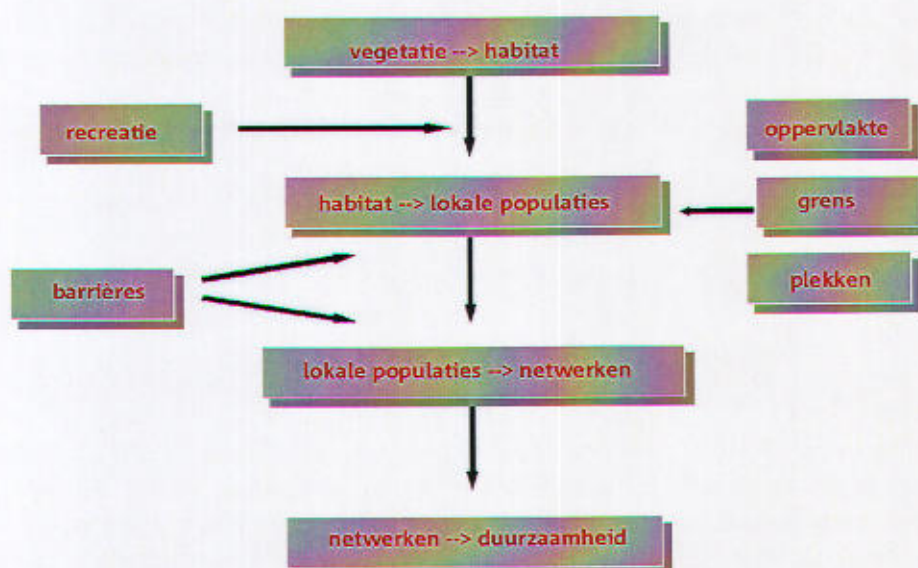 vegetatie --> habitat
recreatie
oppervlakte
habitat --> lokale populaties
grens
barrières
plekken
lokale populaties --> netwerken
netwerken --> duurzaamheid